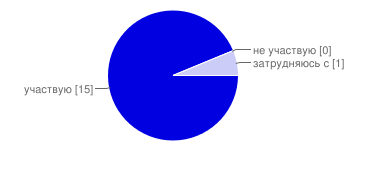 не участвую [0]
затрудняюсь с [1]
участвую [15]